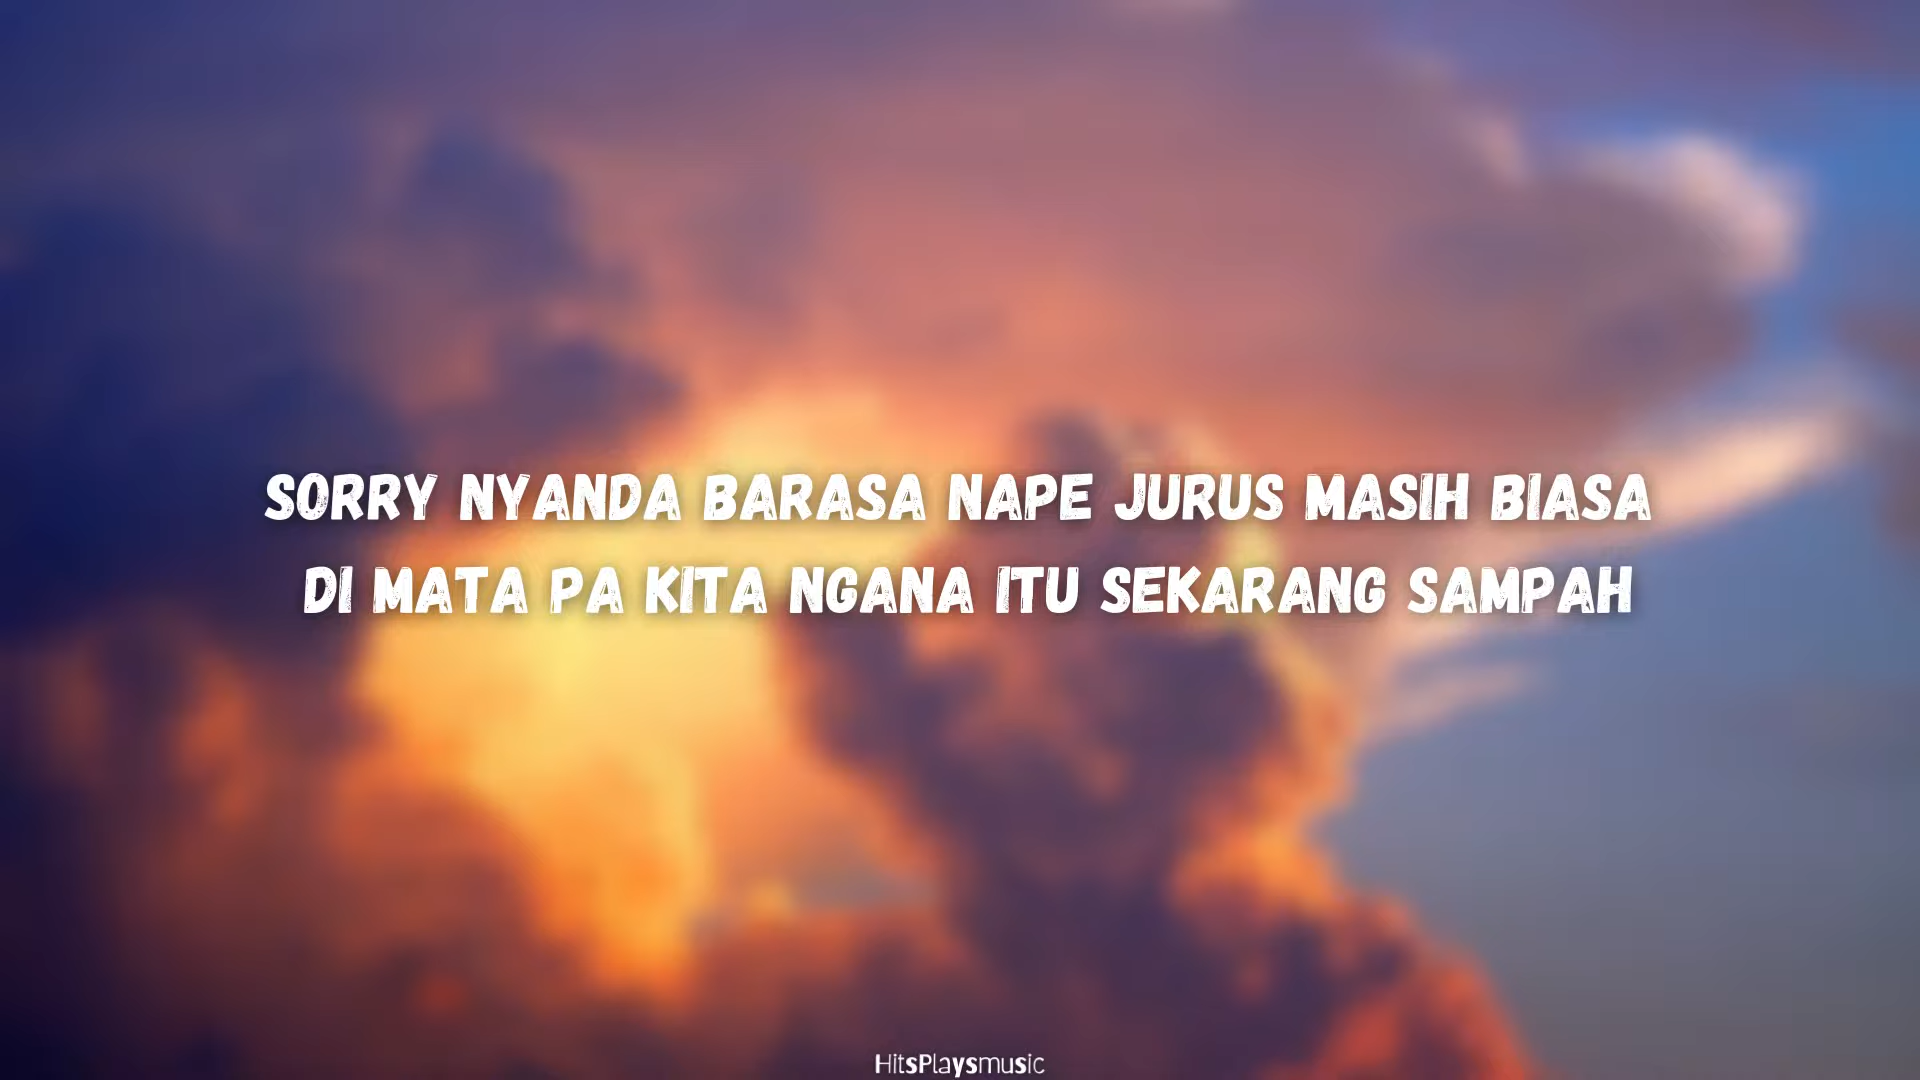 SORRY NYANDA BARASA NAPE JURUS MASIH BIASA
DI MATA PA KITA NGANA ITU SEKARANG SAMPAH
HitsPlaysmusic